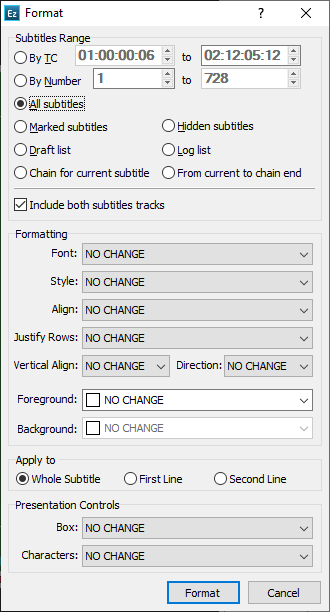 Ez Format ?
Subtitles Range
By TC 01:00:00:06 to 02:12:05:12
By Number 1 to 728
All subtitles
Marked subtitles Hidden subtitles
Draft list Log list
Chain for current subtitle From current to chain end
Include both subtitles tracks
Formatting
Font: NO CHANGE
Style: NO CHANGE
Align: NO CHANGE
Justify Rows: NO CHANGE
Vertical Align: NO CHANGE Direction: NO CHANGE
Foreground: NO CHANGE
Background: NO CHANGE
Apply to
Whole Subtitle First Line Second Line
Presentation Controls
Box: NO CHANGE
Characters: NO CHANGE
Format Cancel